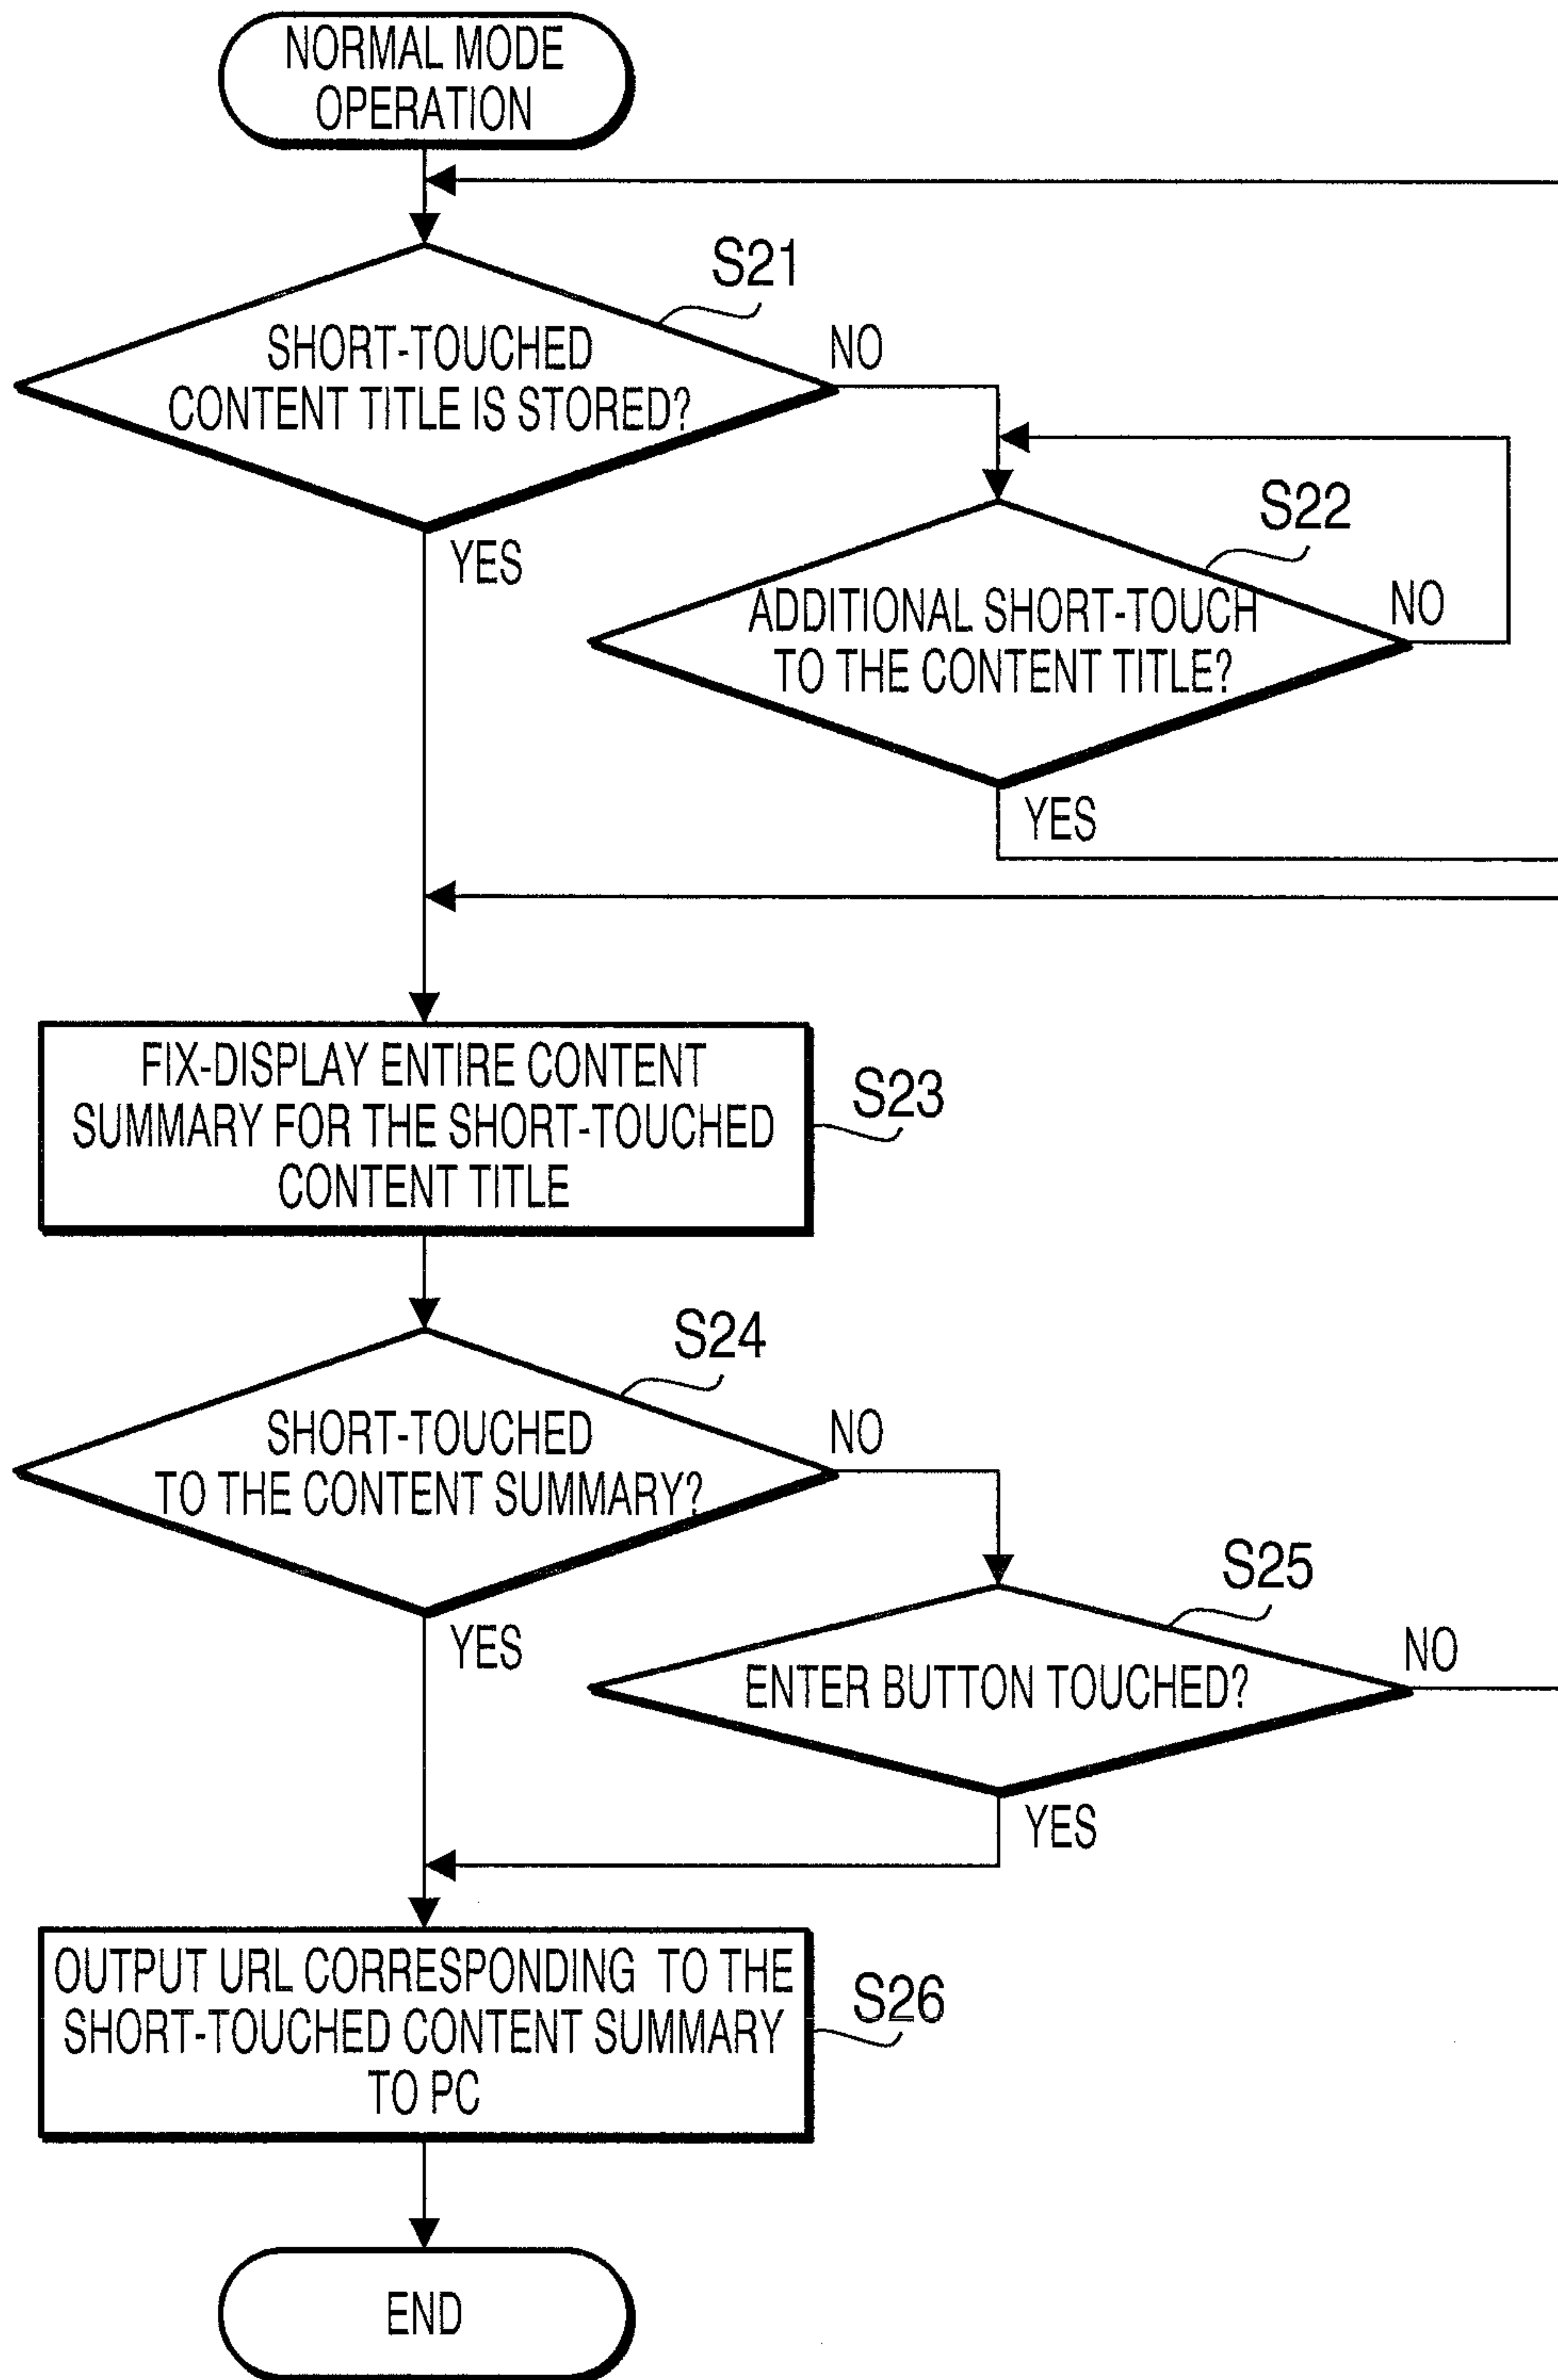 NORMAL MODE
OPERATION
S21
SHORT-TOUCHED
CONTENT TITLE IS STORED?
NO
YES
S22
ADDITIONAL SHORT-TOUCH
TO THE CONTENT TITLE?
NO
YES
FIX-DISPLAY ENTIRE CONTENT
SUMMARY FOR THE SHORT-TOUCHED
CONTENT TITLE
S23
S24
SHORT-TOUCHED
TO THE CONTENT SUMMARY?
NO
YES
S25
ENTER BUTTON TOUCHED?
NO
YES
OUTPUT URL CORRESPONDING TO THE
SHORT-TOUCHED CONTENT SUMMARY
TO PC
S26
END